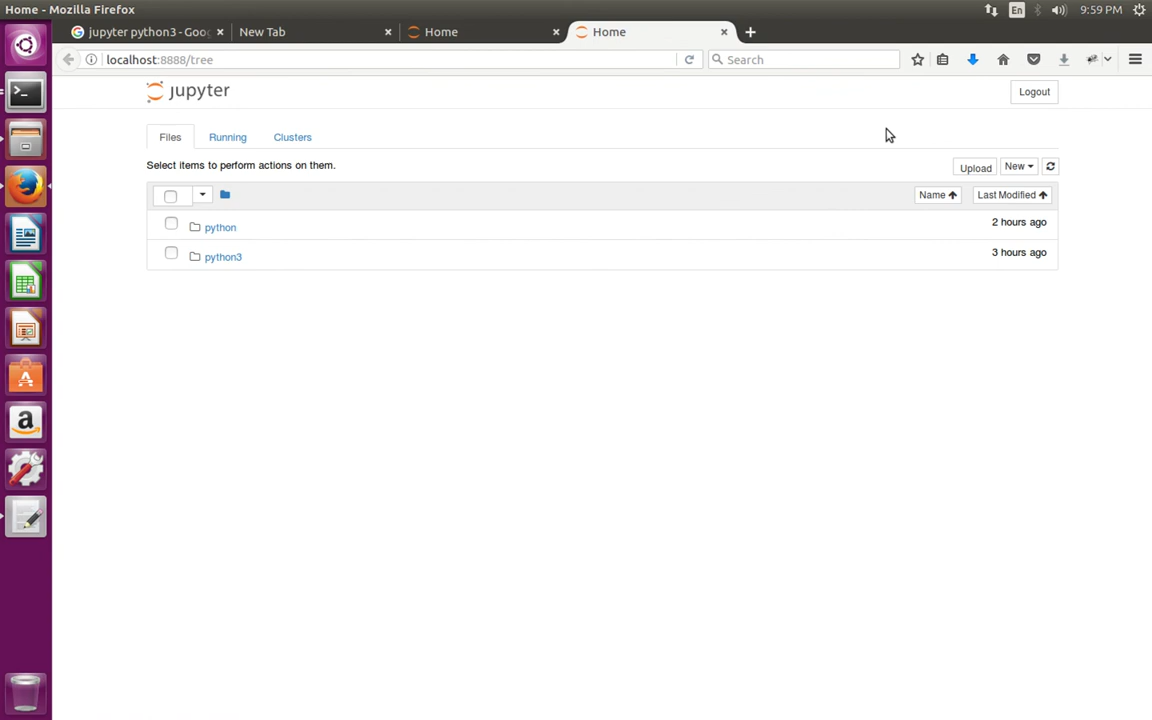 Home - Mozilla Firefox
En
9:59 PM
jupyter python3 - Goog
New Tab
Home
Home
localhost:8888/tree
Search
jupyter
Logout
Files
Running
Clusters
Select items to perform actions on them.
Upload
New
Name
Last Modified
python
2 hours ago
python3
3 hours ago